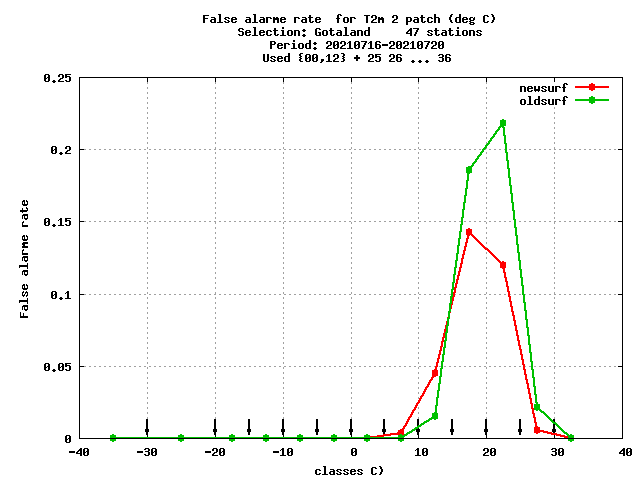 False alarme rate  for T2m 2 patch (deg C)
Selection: Gotaland     47 stations
Period: 20210716-20210720
Used {00,12} + 25 26 ... 36
newsurf
oldsurf
0.25
0.2
0.15
0.1
0.05
0
False alarme rate
-40 -30 -20 -10 0 10 20 30 40
classes C)